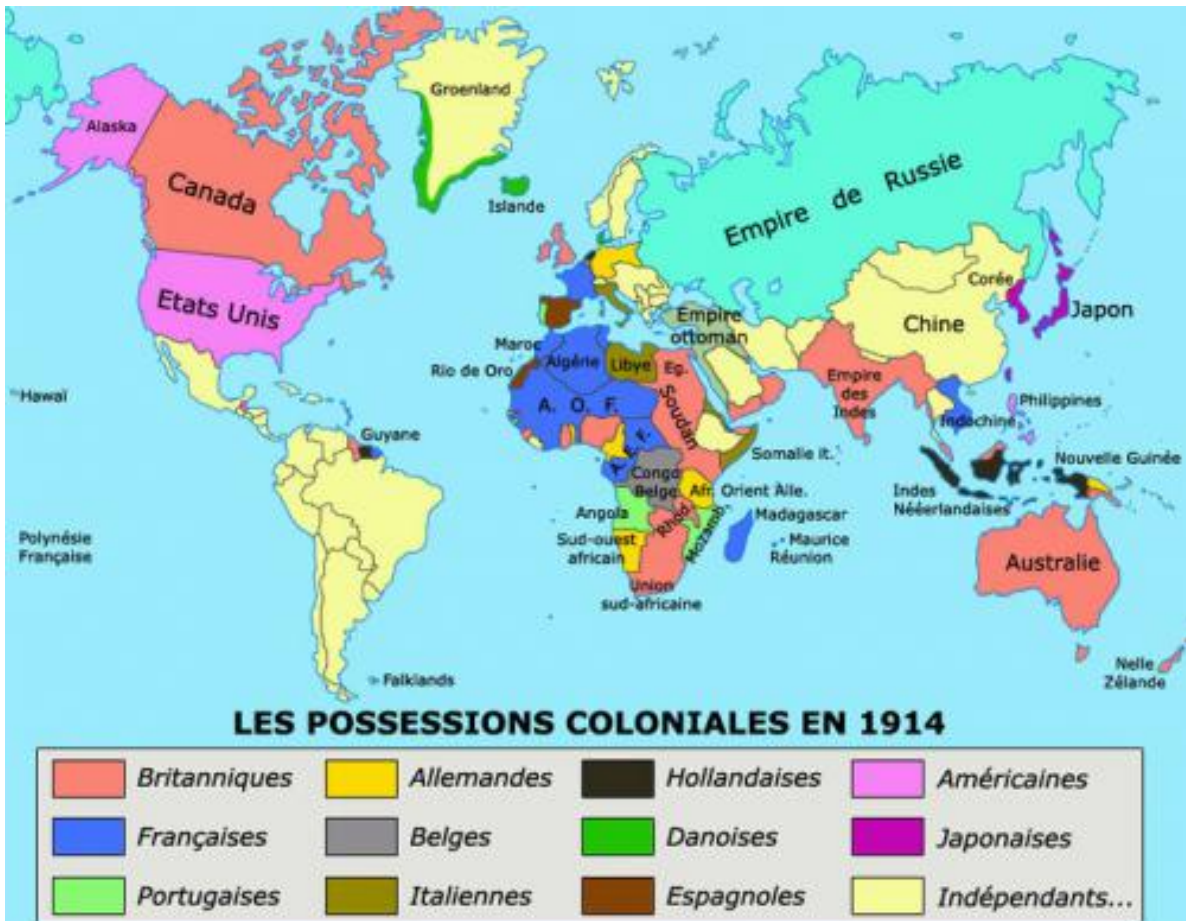 Groenland
Alaska
Canada
Islande
Empire de Russie
Etats Unis
Corée
Japon
Chine
Empire
ottoman
Maroc
Algérie
Libye
Eg.
Rio de Oro
Hawaï
Empire
des
Indes
Philippines
A. O. F.
Soudan
Indochine
Guyane
A. E. F.
Somalie it.
Nouvelle Guinée
Congo
Belge
Afr. Orient Alle.
Indes
Nééerlandaises
Angola
Rhod.
Mozamb.
Madagascar
Polynésie
Française
Sud-ouest
africain
Maurice
Réunion
Australie
Union
sud-africaine
Falklands
Nelle
Zélande
LES POSSESSIONS COLONIALES EN 1914
Britanniques
Allemandes
Hollandaises
Américaines
Françaises
Belges
Danoises
Japonaises
Portugaises
Italiennes
Espagnoles
Indépendants...